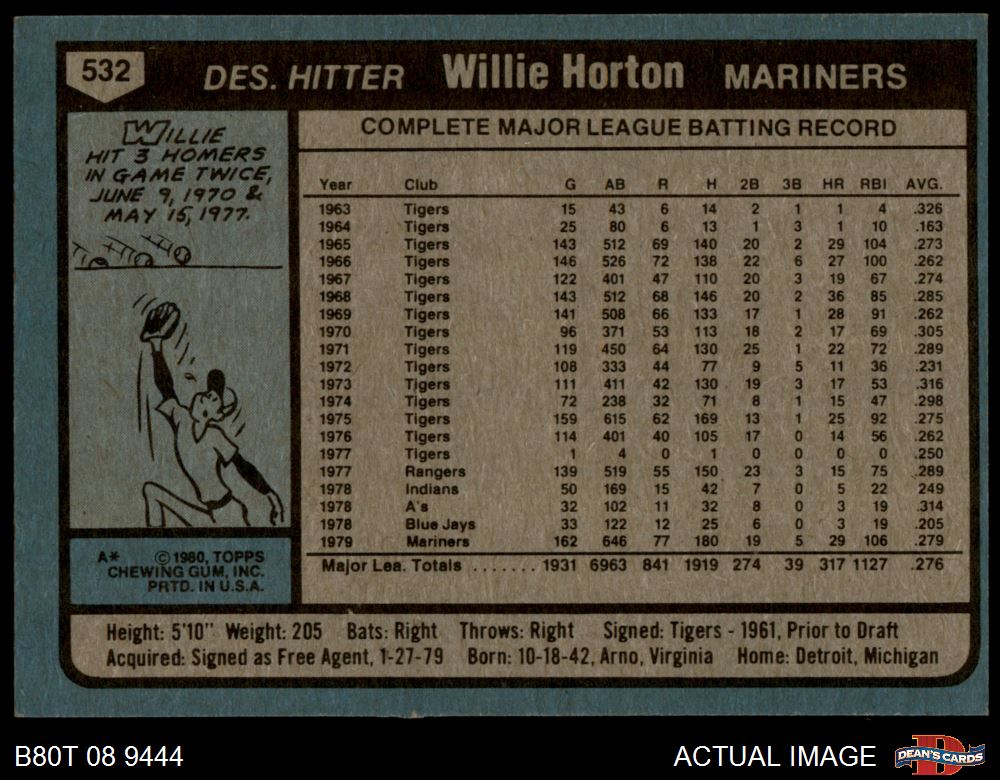 532 DES. HITTER Willie Horton MARINERS
WILLIE
HIT 3 HOMERS
IN GAME TWICE,
JUNE 9, 1970 &
MAY 15, 1977.
A* © 1980, TOPPS
CHEWING GUM, INC.
PRTD. IN U.S.A.
COMPLETE MAJOR LEAGUE BATTING RECORD
Year Club G AB R H 2B 3B HR RBI AVG.
1963 Tigers 15 43 6 14 2 1 1 4 .326
1964 Tigers 25 80 6 13 1 3 1 10 .163
1965 Tigers 143 512 69 140 20 2 29 104 .273
1966 Tigers 146 526 72 138 22 6 27 100 .262
1967 Tigers 122 401 47 110 20 3 19 67 .274
1968 Tigers 143 512 68 146 20 2 36 85 .285
1969 Tigers 141 508 66 133 17 1 28 91 .262
1970 Tigers 96 371 53 113 18 2 17 69 .305
1971 Tigers 119 450 64 130 25 1 22 72 .289
1972 Tigers 108 333 44 77 9 5 11 36 .231
1973 Tigers 111 411 42 130 19 3 17 53 .316
1974 Tigers 72 238 32 71 8 1 15 47 .298
1975 Tigers 159 615 62 169 13 1 25 92 .275
1976 Tigers 114 401 40 105 17 0 14 56 .262
1977 Tigers 1 4 0 1 0 0 0 0 .250
1977 Rangers 139 519 55 150 23 3 15 75 .289
1978 Indians 50 169 15 42 7 0 5 22 249
1978 A's 32 102 11 32 8 0 3 19 .314
1978 Blue Jays 33 122 12 25 6 0 3 19 .205
1979 Mariners 162 646 77 180 19 5 29 106 .279
Major Lea. Totals ....... 1931 6963 841 1919 274 39 317 1127 .276
Height: 5'10" Weight: 205 Bats: Right Throws: Right Signed: Tigers - 1961, Prior to Draft
Acquired: Signed as Free Agent, 1-27-79 Born: 10-18-42, Arno, Virginia Home: Detroit, Michigan
B80T 08 9444 ACTUAL IMAGE DEAN'S CARDS